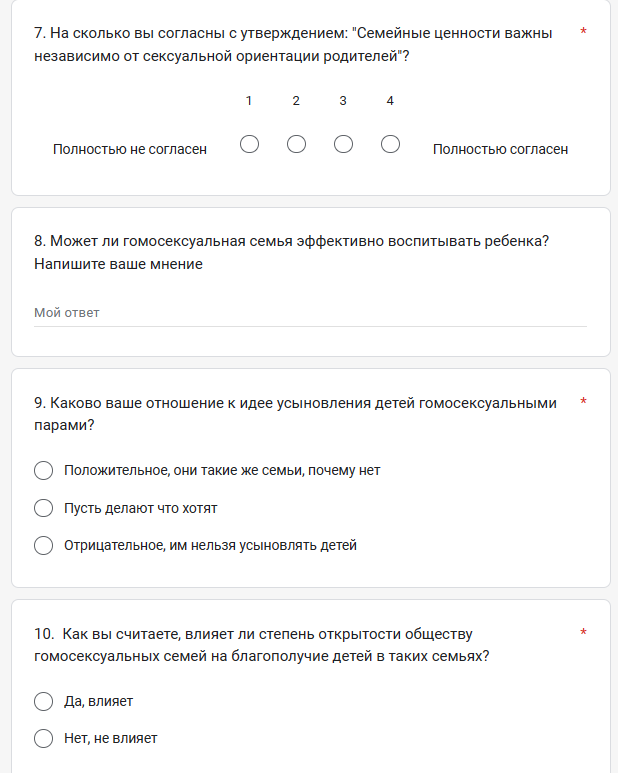 7. На сколько вы согласны с утверждением: "Семейные ценности важны *
независимо от сексуальной ориентации родителей"?
1 2 3 4
Полностью не согласен Полностью согласен
8. Может ли гомосексуальная семья эффективно воспитывать ребенка?
Напишите ваше мнение
Мой ответ
9. Каково ваше отношение к идее усыновления детей гомосексуальными *
парами?
Положительное, они такие же семьи, почему нет
Пусть делают что хотят
Отрицательное, им нельзя усыновлять детей
10. Как вы считаете, влияет ли степень открытости обществу *
гомосексуальных семей на благополучие детей в таких семьях?
Да, влияет
Нет, не влияет